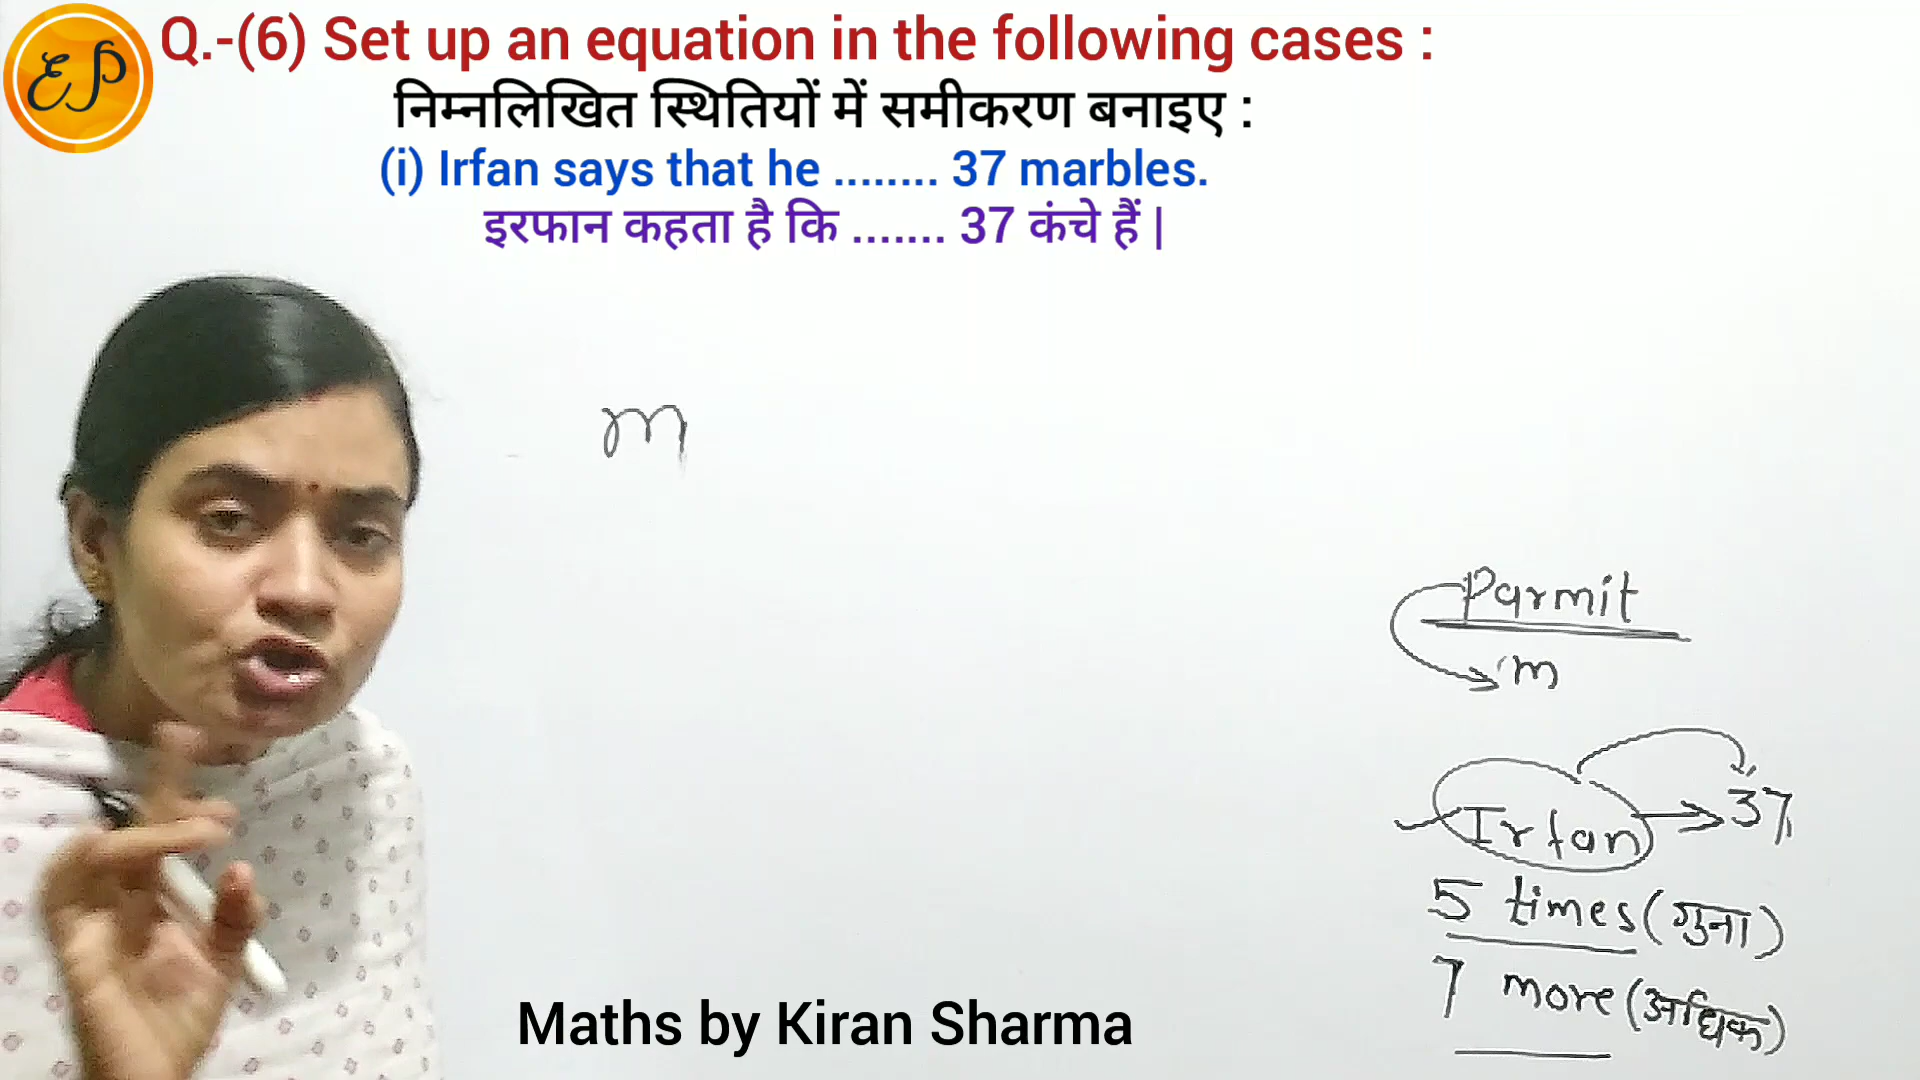 EP
Q.-(6) Set up an equation in the following cases :
निम्नलिखित स्थितियों में समीकरण बनाइए :
(i) Irfan says that he ........ 37 marbles.
इरफान कहता है कि ....... 37 कंचे हैं |
m
Parmit
m
Irfan → 37
5 times (गुना)
7 more (अधिक)
Maths by Kiran Sharma